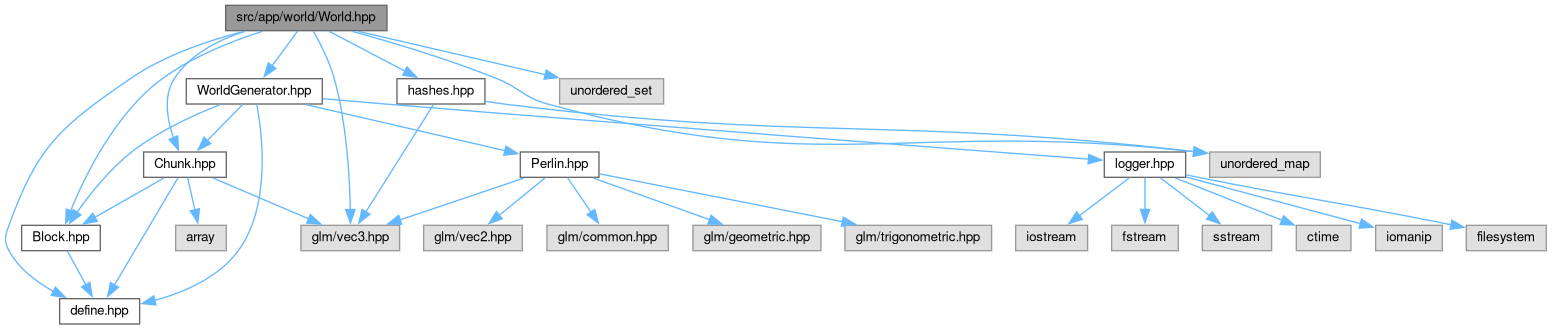 src/app/world/World.hpp
WorldGenerator.hpp
hashes.hpp
unordered_set
Chunk.hpp
Perlin.hpp
logger.hpp
unordered_map
Block.hpp
array
glm/vec3.hpp
glm/vec2.hpp
glm/common.hpp
glm/geometric.hpp
glm/trigonometric.hpp
iostream
fstream
sstream
ctime
iomanip
filesystem
define.hpp